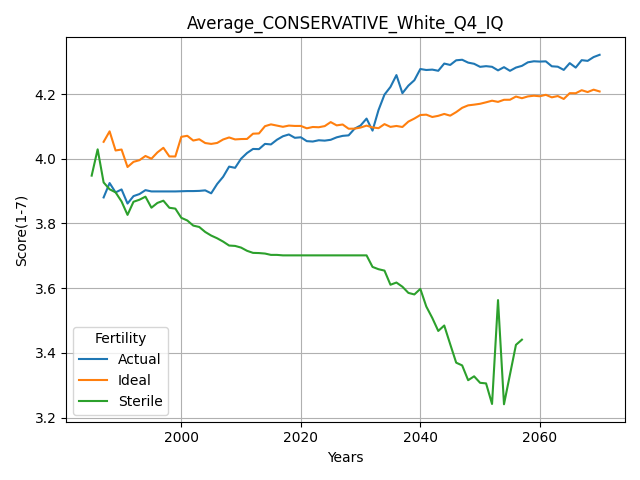 Average_CONSERVATIVE_White_Q4_IQ
Score(1-7)
4.2
4.0
3.8
3.6
3.4
3.2
Fertility
Actual
Ideal
Sterile
2000 2020 2040 2060
Years